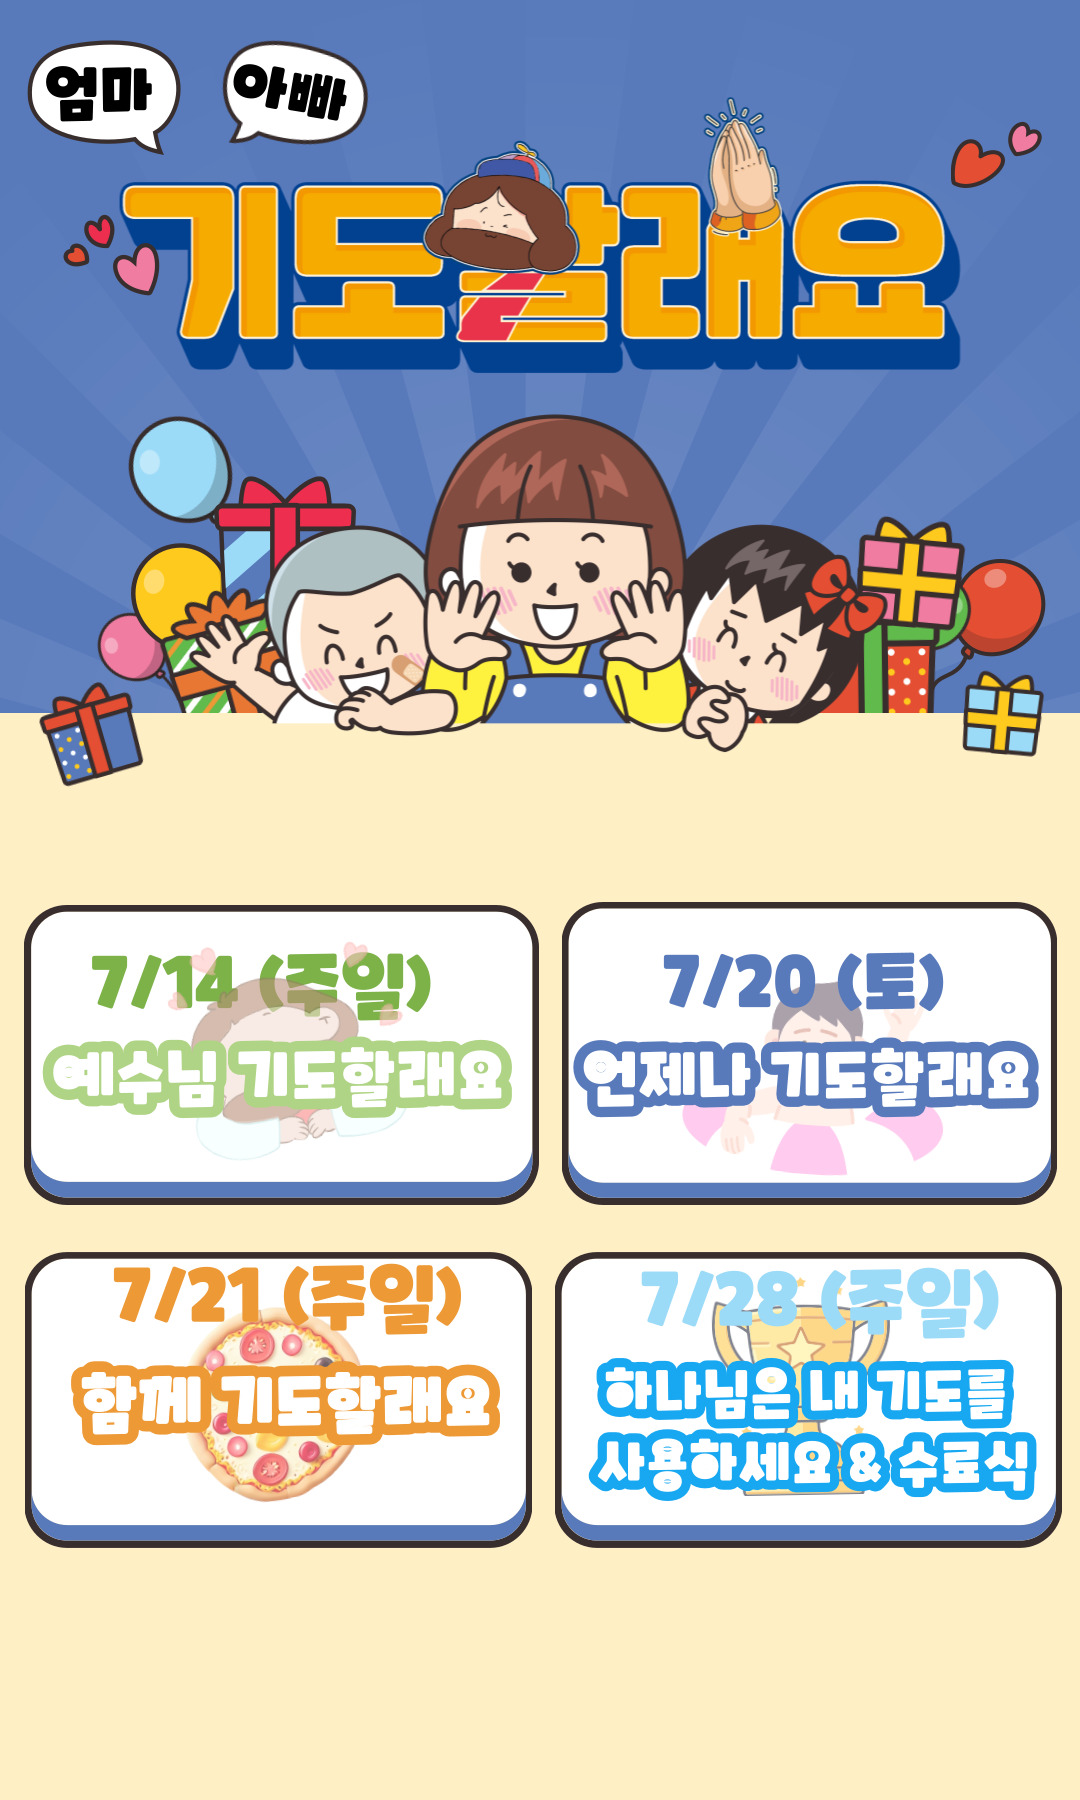 엄마
아빠
기도할래요
7/14 (주일)
예수님 기도할래요
7/20 (토)
언제나 기도할래요
7/21 (주일)
함께 기도할래요
7/28 (주일)
하나님은 내 기도를
사용하세요 & 수료식